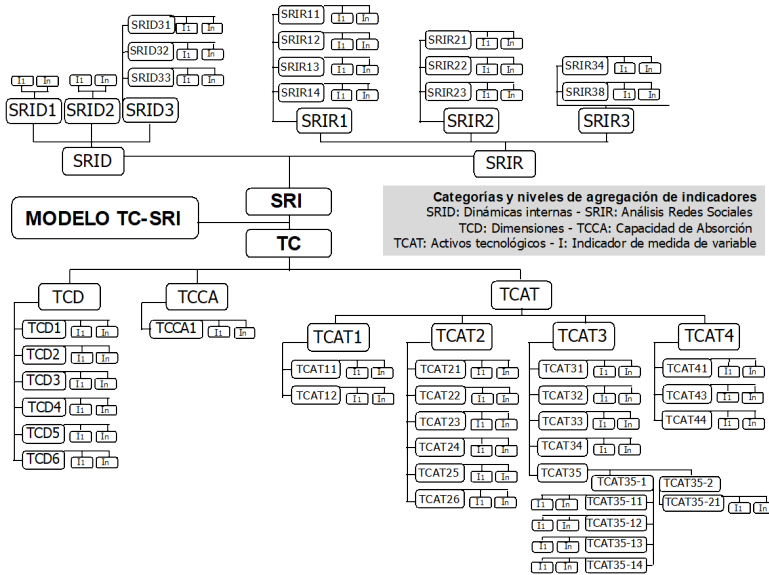 SRID31 I1 In
SRID32 I1 In
SRID33 I1 In
I1 In I1 In
SRID1 SRID2 SRID3
SRIR11 I1 In
SRIR12 I1 In
SRIR13 I1 In
SRIR14 I1 In
SRIR1
SRIR21 I1 In
SRIR22 I1 In
SRIR23 I1 In
SRIR2
SRIR34 I1 In
SRIR38 I1 In
SRIR3
SRID SRIR
SRI
MODELO TC-SRI
TC
Categorías y niveles de agregación de indicadores
SRID: Dinámicas internas - SRIR: Análisis Redes Sociales
TCD: Dimensiones - TCCA: Capacidad de Absorción
TCAT: Activos tecnológicos - I: Indicador de medida de variable
TCD TCCA TCAT
TCD1 I1 In
TCD2 I1 In
TCD3 I1 In
TCD4 I1 In
TCD5 I1 In
TCD6 I1 In
TCCA1 I1 In
TCAT1 TCAT2 TCAT3 TCAT4
TCAT11 I1 In
TCAT12 I1 In
TCAT21 I1 In
TCAT22 I1 In
TCAT23 I1 In
TCAT24 I1 In
TCAT25 I1 In
TCAT26 I1 In
TCAT31 I1 In
TCAT32 I1 In
TCAT33 I1 In
TCAT34 I1 In
TCAT35
TCAT35-1 TCAT35-2
I1 In TCAT35-11
I1 In TCAT35-12
I1 In TCAT35-13
I1 In TCAT35-14
TCAT35-21 I1 In
TCAT41 I1 In
TCAT43 I1 In
TCAT44 I1 In